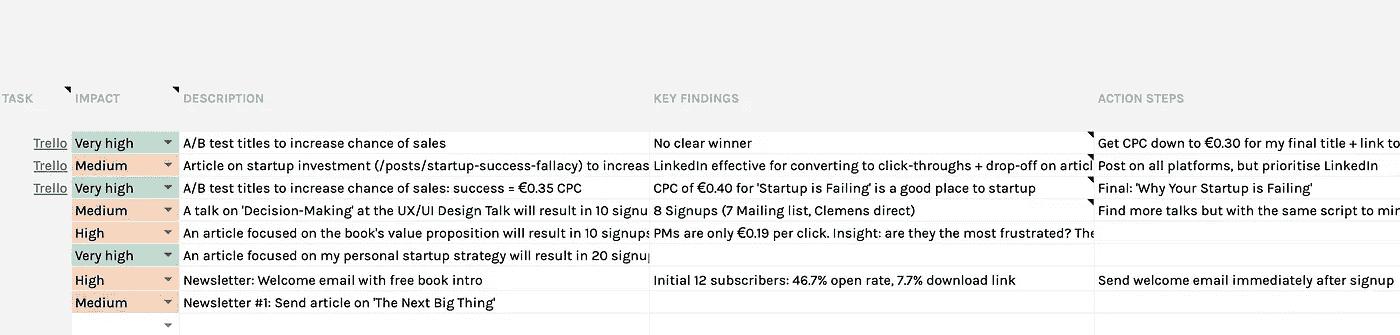 TASK IMPACT DESCRIPTION KEY FINDINGS ACTION STEPS
Trello Very high A/B test titles to increase chance of sales No clear winner Get CPC down to €0.30 for my final title + link to
Trello Medium Article on startup investment (/posts/startup-success-fallacy) to increas LinkedIn effective for converting to click-throughs + drop-off on articl Post on all platforms, but prioritise LinkedIn
Trello Very high A/B test titles to increase chance of sales: success = €0.35 CPC CPC of €0.40 for 'Startup is Failing' is a good place to startup Final: 'Why Your Startup is Failing'
Medium A talk on 'Decision-Making' at the UX/UI Design Talk will result in 10 signu 8 Signups (7 Mailing list, Clemens direct) Find more talks but with the same script to mir
High An article focused on the book's value proposition will result in 10 signups PMs are only €0.19 per click. Insight: are they the most frustrated? The
Very high An article focused on my personal startup strategy will result in 20 signu
High Newsletter: Welcome email with free book intro Initial 12 subscribers: 46.7% open rate, 7.7% download link Send welcome email immediately after signup
Medium Newsletter #1: Send article on 'The Next Big Thing'